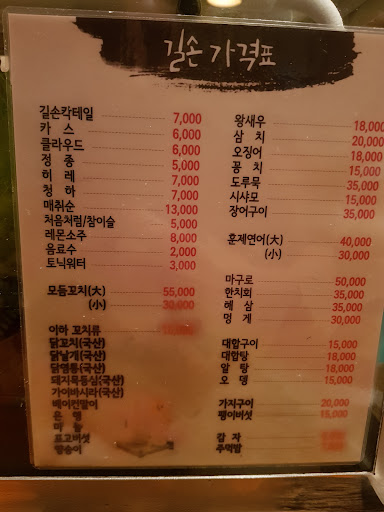 길손 가격표
길손칵테일 7,000
카 스 6,000
클라우드 6,000
정 종 5,000
히 레 7,000
청 하 7,000
매취순 13,000
처음처럼/참이슬 5,000
레몬소주 8,000
음료수 2,000
토닉워터 3,000
모둠꼬치(大) 55,000
(小) 30,000
이하 꼬치류
닭꼬치(국산)
닭날개(국산)
닭염통(국산)
돼지목등심(국산)
가이바시라(국산)
베이컨말이
은 행
마 늘
표고버섯
방송이
왕새우 18,000
삼 치 20,000
오징어 18,000
꽁 치 15,000
도루묵 35,000
시샤모 15,000
장어구이 35,000
훈제연어(大) 40,000
(小) 30,000
마구로 50,000
한치회 35,000
해 삼 35,000
멍 게 30,000
대합구이 15,000
대합탕 18,000
알 탕 18,000
오 뎅 15,000
가지구이 20,000
팽이버섯 15,000
감 자
주먹밥